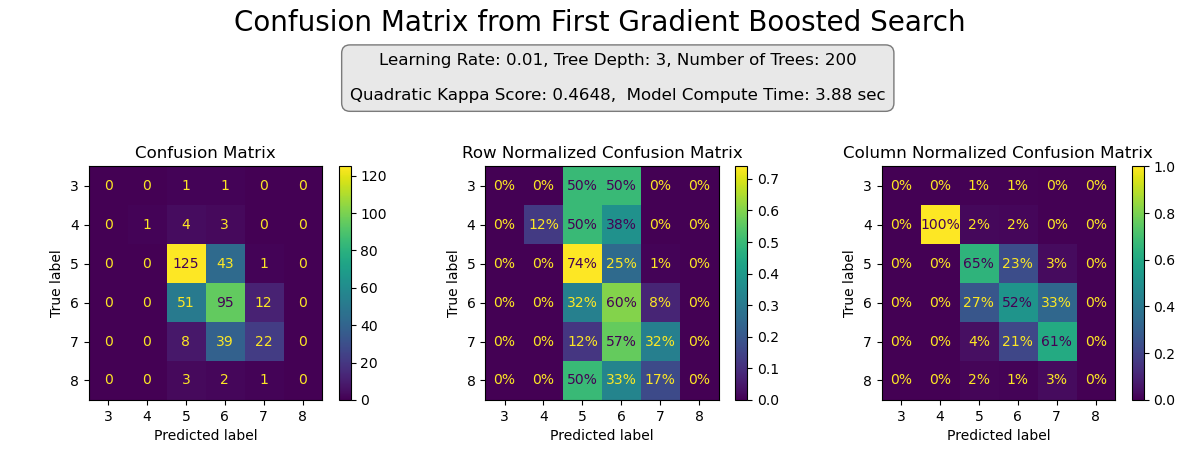 Confusion Matrix from First Gradient Boosted Search
Learning Rate: 0.01, Tree Depth: 3, Number of Trees: 200
Quadratic Kappa Score: 0.4648,  Model Compute Time: 3.88 sec
Confusion Matrix
True label
3 0 0 1 1 0 0
4 0 1 4 3 0 0
5 0 0 125 43 1 0
6 0 0 51 95 12 0
7 0 0 8 39 22 0
8 0 0 3 2 1 0
3 4 5 6 7 8
Predicted label
120
100
80
60
40
20
0
Row Normalized Confusion Matrix
True label
3 0% 0% 50% 50% 0% 0%
4 0% 12% 50% 38% 0% 0%
5 0% 0% 74% 25% 1% 0%
6 0% 0% 32% 60% 8% 0%
7 0% 0% 12% 57% 32% 0%
8 0% 0% 50% 33% 17% 0%
3 4 5 6 7 8
Predicted label
0.7
0.6
0.5
0.4
0.3
0.2
0.1
0.0
Column Normalized Confusion Matrix
True label
3 0% 0% 1% 1% 0% 0%
4 0% 100% 2% 2% 0% 0%
5 0% 0% 65% 23% 3% 0%
6 0% 0% 27% 52% 33% 0%
7 0% 0% 4% 21% 61% 0%
8 0% 0% 2% 1% 3% 0%
3 4 5 6 7 8
Predicted label
1.0
0.8
0.6
0.4
0.2
0.0